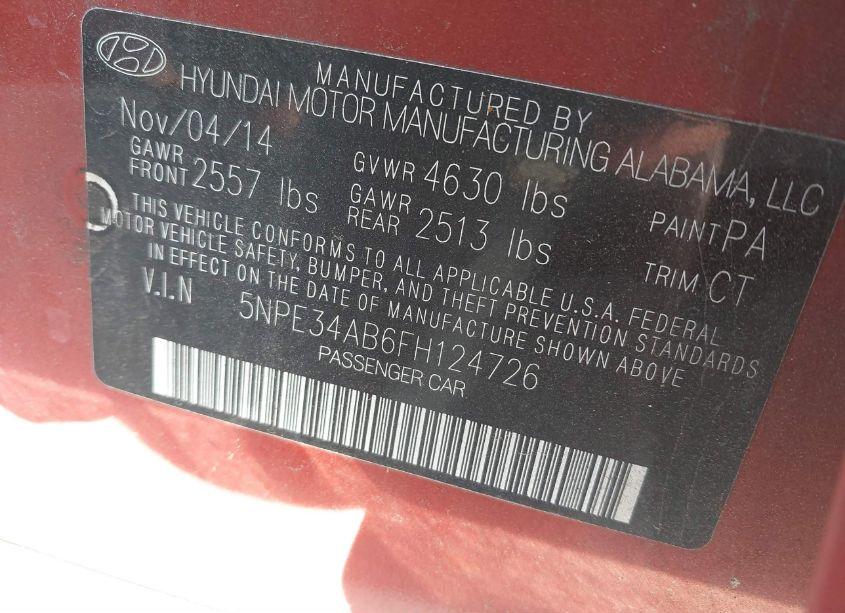 MANUFACTURED BY
HYUNDAI MOTOR MANUFACTURING ALABAMA, LLC
Nov/04/14
GVWR 4630 lbs
PAINT PA
GAWR FRONT 2557 lbs
GAWR REAR 2513 lbs
TRIM CT
THIS VEHICLE CONFORMS TO ALL APPLICABLE U.S.A. FEDERAL
MOTOR VEHICLE SAFETY, BUMPER, AND THEFT PREVENTION STANDARDS
IN EFFECT ON THE DATE OF MANUFACTURE SHOWN ABOVE
V.I.N 5NPE34AB6FH124726
PASSENGER CAR